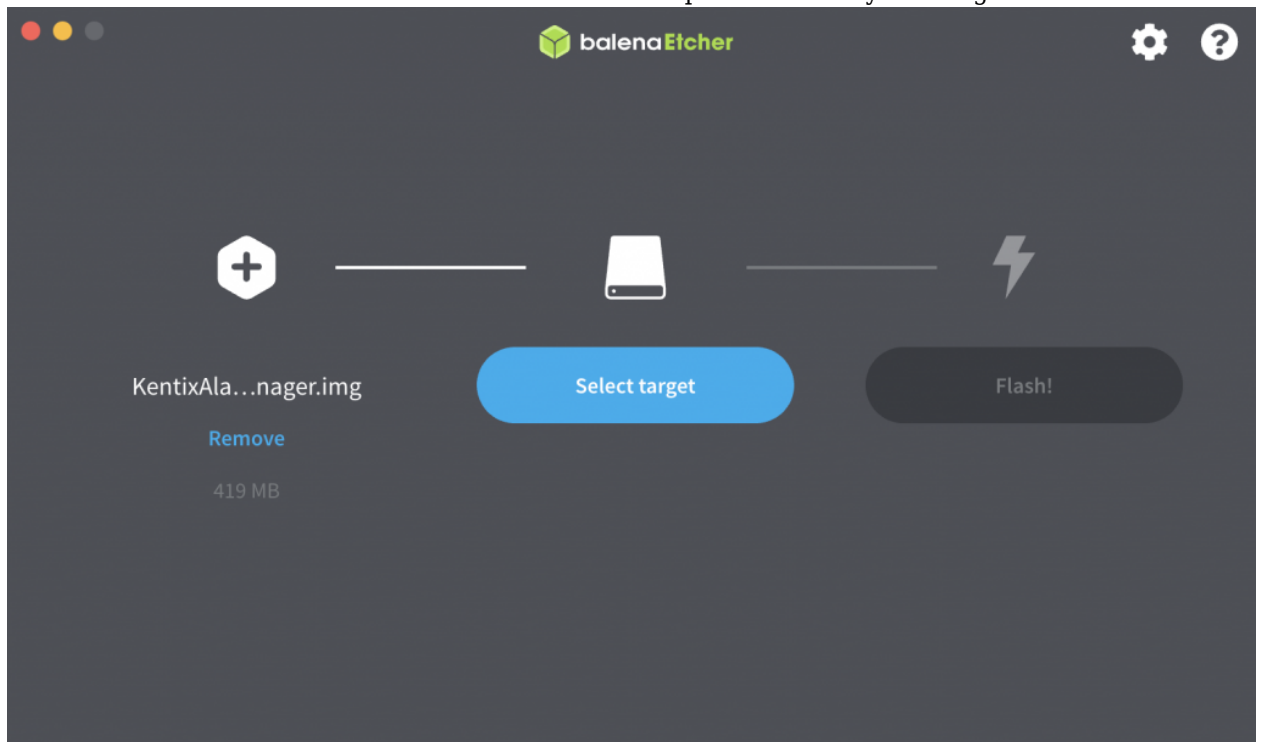 balenaEtcher
KentixAla...nager.img
Select target
Flash!
Remove
419 MB